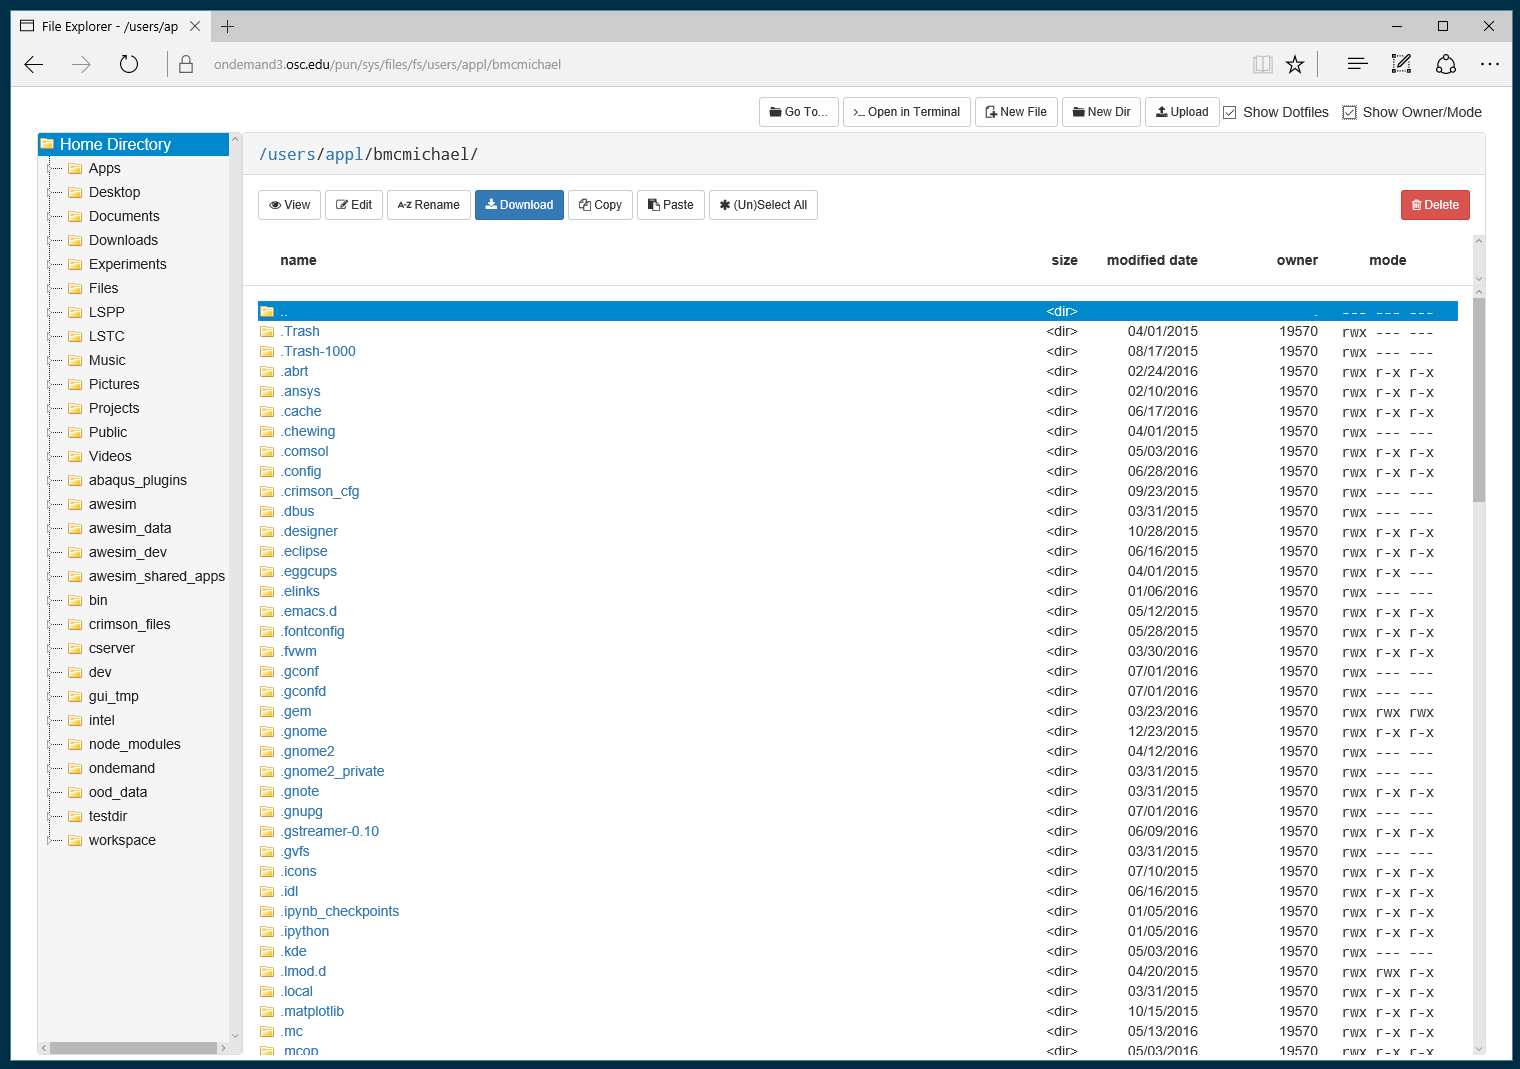 File Explorer - /users/ap
ondemand3.osc.edu/pun/sys/files/fs/users/appl/bmcmichael
Go To... Open in Terminal New File New Dir Upload Show Dotfiles Show Owner/Mode
Home Directory
Apps
Desktop
Documents
Downloads
Experiments
Files
LSPP
LSTC
Music
Pictures
Projects
Public
Videos
abaqus_plugins
awesim
awesim_data
awesim_dev
awesim_shared_apps
bin
crimson_files
cserver
dev
gui_tmp
intel
node_modules
ondemand
ood_data
testdir
workspace
/users/appl/bmcmichael/
View Edit A-Z Rename Download Copy Paste (Un)Select All Delete
name size modified date owner mode
.. <dir> . --- --- ---
.Trash <dir> 04/01/2015 19570 rwx --- ---
.Trash-1000 <dir> 08/17/2015 19570 rwx --- ---
.abrt <dir> 02/24/2016 19570 rwx r-x r-x
.ansys <dir> 02/10/2016 19570 rwx r-x r-x
.cache <dir> 06/17/2016 19570 rwx r-x r-x
.chewing <dir> 04/01/2015 19570 rwx --- ---
.comsol <dir> 05/03/2016 19570 rwx r-x r-x
.config <dir> 06/28/2016 19570 rwx r-x r-x
.crimson_cfg <dir> 09/23/2015 19570 rwx --- ---
.dbus <dir> 03/31/2015 19570 rwx --- ---
.designer <dir> 10/28/2015 19570 rwx r-x r-x
.eclipse <dir> 06/16/2015 19570 rwx r-x r-x
.eggcups <dir> 04/01/2015 19570 rwx r-x ---
.elinks <dir> 01/06/2016 19570 rwx --- ---
.emacs.d <dir> 05/12/2015 19570 rwx r-x r-x
.fontconfig <dir> 05/28/2015 19570 rwx r-x r-x
.fvwm <dir> 03/30/2016 19570 rwx r-x r-x
.gconf <dir> 07/01/2016 19570 rwx --- ---
.gconfd <dir> 07/01/2016 19570 rwx --- ---
.gem <dir> 03/23/2016 19570 rwx rwx rwx
.gnome <dir> 12/23/2015 19570 rwx r-x r-x
.gnome2 <dir> 04/12/2016 19570 rwx --- ---
.gnome2_private <dir> 03/31/2015 19570 rwx --- ---
.gnote <dir> 03/31/2015 19570 rwx r-x r-x
.gnupg <dir> 07/01/2016 19570 rwx --- ---
.gstreamer-0.10 <dir> 06/09/2016 19570 rwx r-x r-x
.gvfs <dir> 03/31/2015 19570 rwx --- ---
.icons <dir> 07/10/2015 19570 rwx r-x r-x
.idl <dir> 06/16/2015 19570 rwx r-x r-x
.ipynb_checkpoints <dir> 01/05/2016 19570 rwx r-x r-x
.ipython <dir> 01/05/2016 19570 rwx r-x r-x
.kde <dir> 05/03/2016 19570 rwx --- ---
.lmod.d <dir> 04/20/2015 19570 rwx rwx r-x
.local <dir> 03/31/2015 19570 rwx r-x r-x
.matplotlib <dir> 10/15/2015 19570 rwx r-x r-x
.mc <dir> 05/13/2016 19570 rwx r-x r-x
.mcop <dir> 05/03/2016 19570 rwx r-x r-x